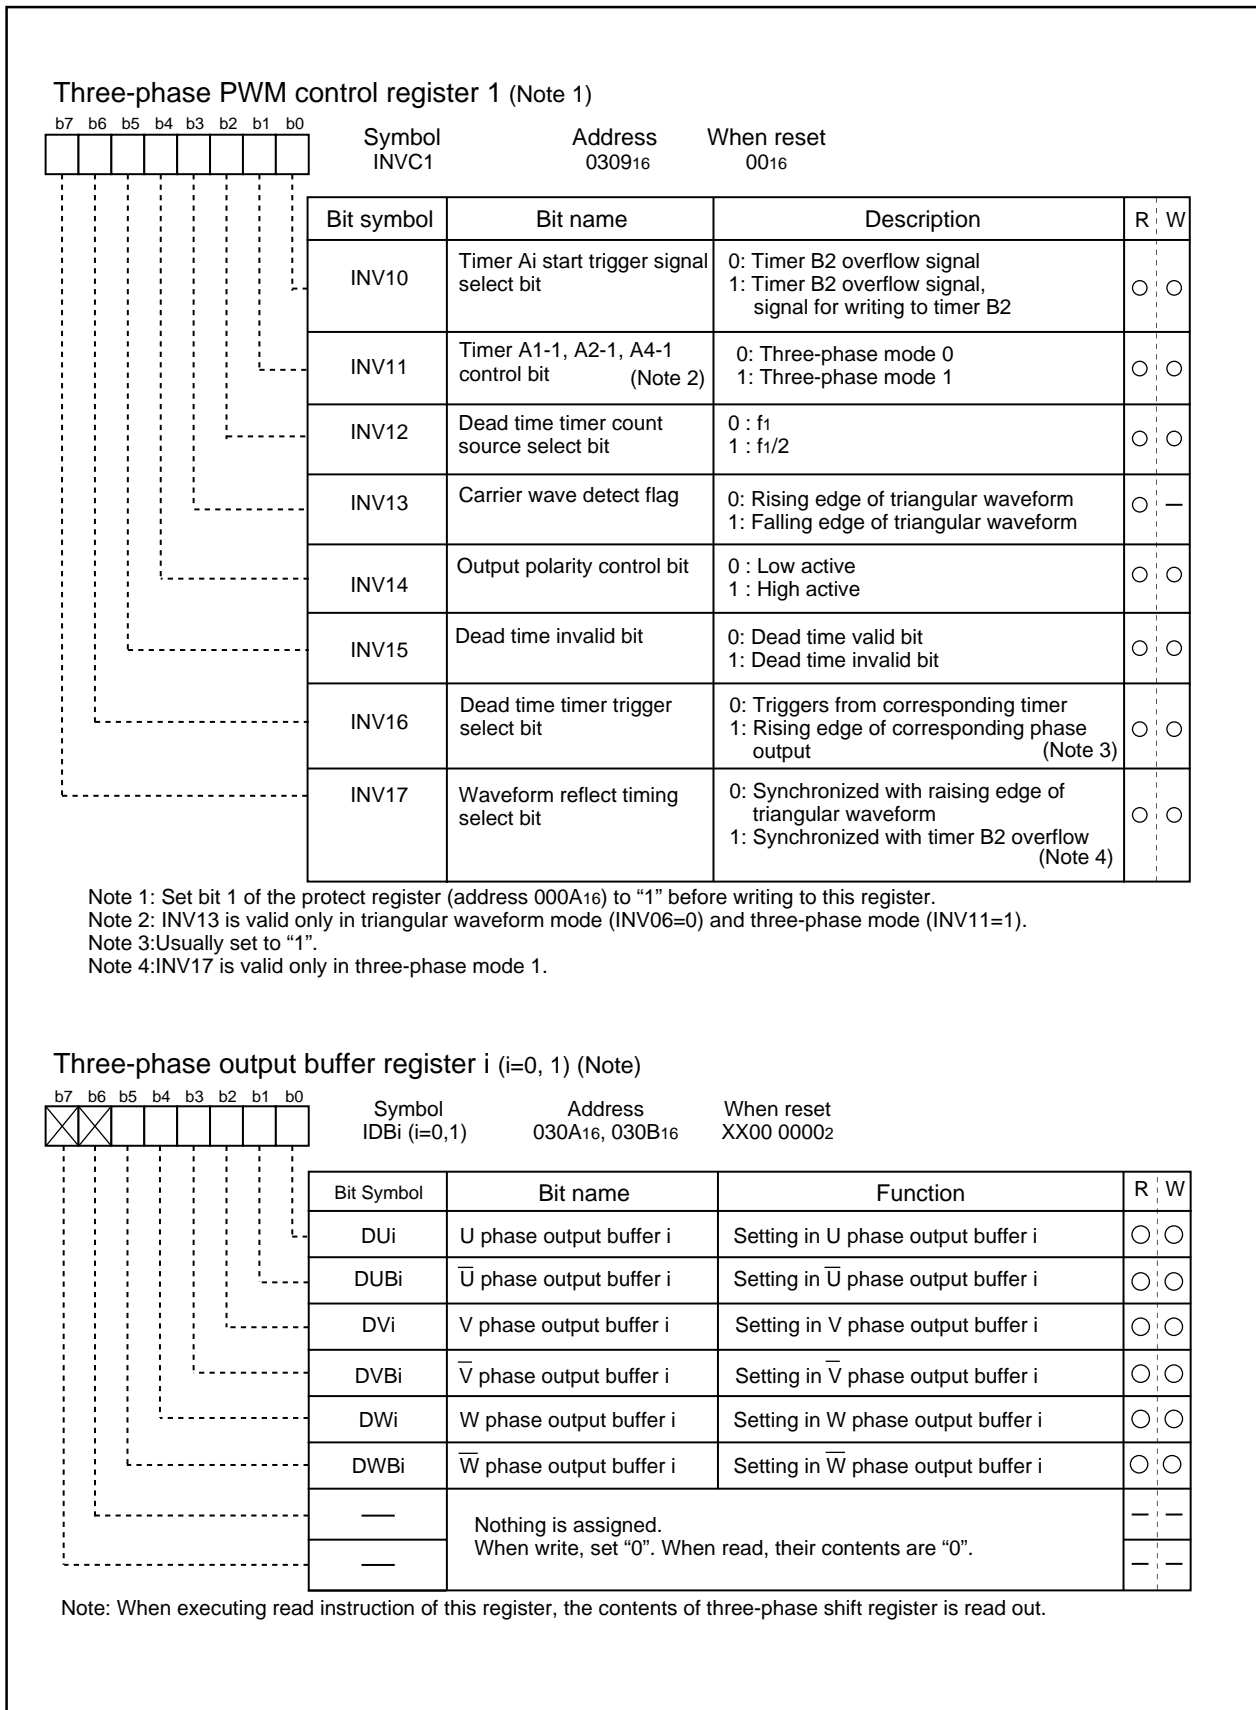 Three-phase PWM control register 1 (Note 1)
b7 b6 b5 b4 b3 b2 b1 b0
Symbol Address When reset
INVC1 030916 0016
Bit symbol Bit name Description R W
INV10 Timer Ai start trigger signal select bit 0: Timer B2 overflow signal
1: Timer B2 overflow signal,
signal for writing to timer B2
INV11 Timer A1-1, A2-1, A4-1 control bit (Note 2) 0: Three-phase mode 0
1: Three-phase mode 1
INV12 Dead time timer count source select bit 0 : f1
1 : f1/2
INV13 Carrier wave detect flag 0: Rising edge of triangular waveform
1: Falling edge of triangular waveform
INV14 Output polarity control bit 0 : Low active
1 : High active
INV15 Dead time invalid bit 0: Dead time valid bit
1: Dead time invalid bit
INV16 Dead time timer trigger select bit 0: Triggers from corresponding timer
1: Rising edge of corresponding phase
output (Note 3)
INV17 Waveform reflect timing select bit 0: Synchronized with raising edge of
triangular waveform
1: Synchronized with timer B2 overflow
(Note 4)
Note 1: Set bit 1 of the protect register (address 000A16) to “1” before writing to this register.
Note 2: INV13 is valid only in triangular waveform mode (INV06=0) and three-phase mode (INV11=1).
Note 3:Usually set to “1”.
Note 4:INV17 is valid only in three-phase mode 1.
Three-phase output buffer register i (i=0, 1) (Note)
b7 b6 b5 b4 b3 b2 b1 b0
Symbol Address When reset
IDBi (i=0,1) 030A16, 030B16 XX00 00002
Bit Symbol Bit name Function R W
DUi U phase output buffer i Setting in U phase output buffer i
DUBi U̅ phase output buffer i Setting in U̅ phase output buffer i
DVi V phase output buffer i Setting in V phase output buffer i
DVBi V̅ phase output buffer i Setting in V̅ phase output buffer i
DWi W phase output buffer i Setting in W phase output buffer i
DWBi W̅ phase output buffer i Setting in W̅ phase output buffer i
Nothing is assigned.
When write, set “0”. When read, their contents are “0”.
Note: When executing read instruction of this register, the contents of three-phase shift register is read out.